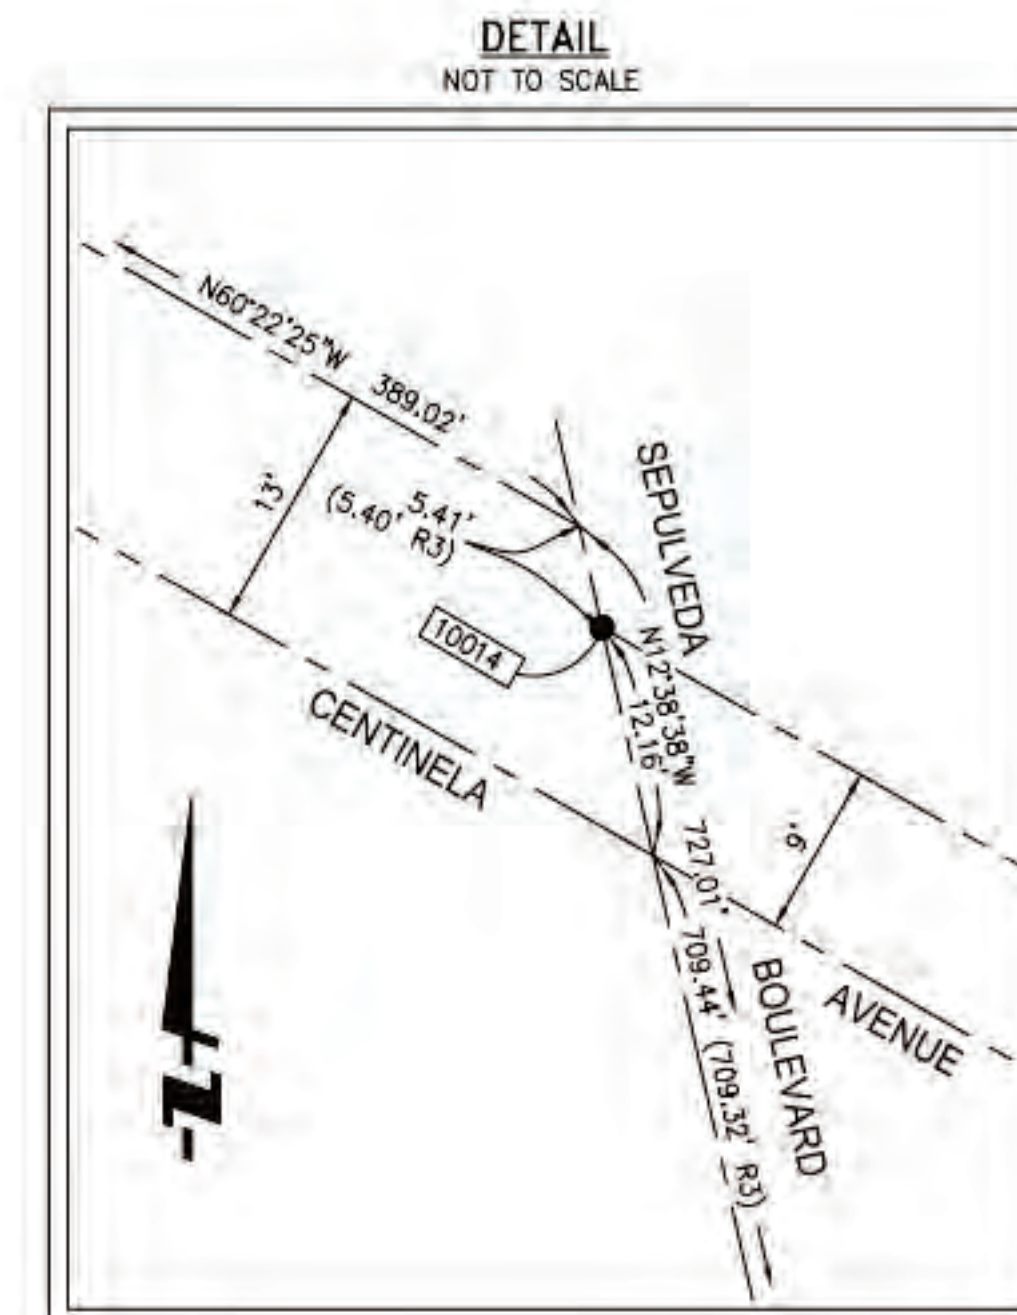 DETAIL
NOT TO SCALE
N60°22'25"W 389.02'
13'
5.41'
(5.40' R3)
SEPULVEDA
10014
N12°38'38"W 727.01'
12.16'
CENTINELA
9'
709.44' (709.32' R3)
BOULEVARD
AVENUE
N